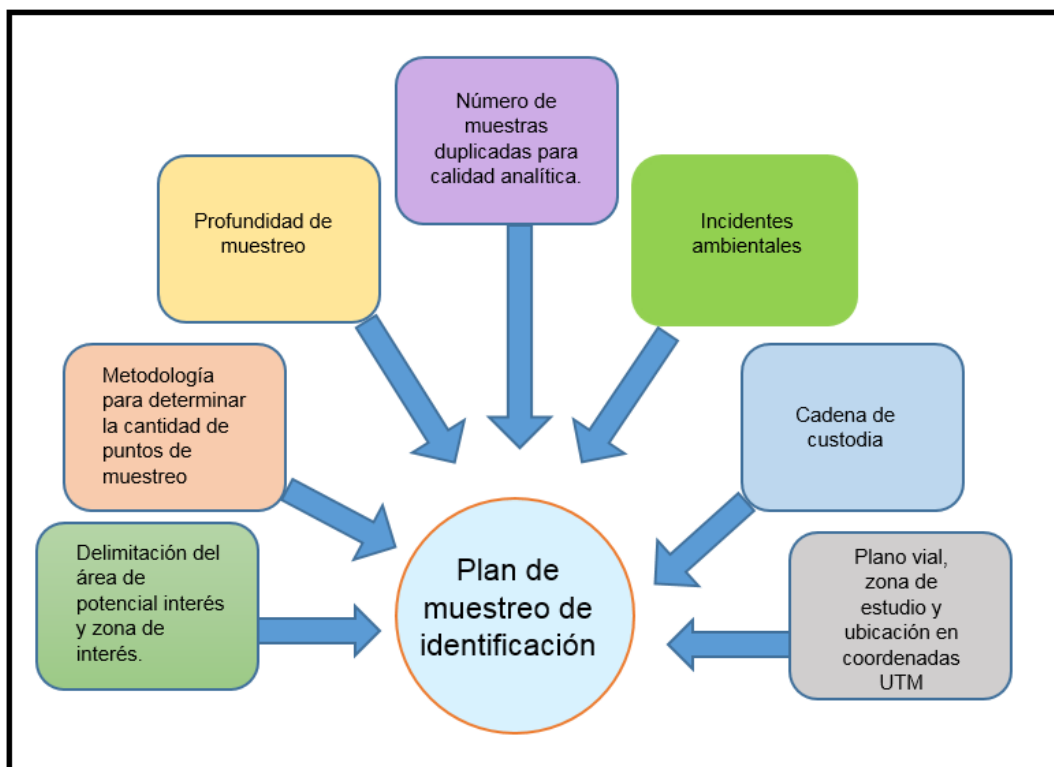 Número de
muestras
duplicadas para
calidad analítica.
Profundidad de
muestreo
Incidentes
ambientales
Metodología
para determinar
la cantidad de
puntos de
muestreo
Cadena de
custodia
Delimitación del
área de
potencial interés
y zona de
interés.
Plan de
muestreo de
identificación
Plano vial,
zona de
estudio y
ubicación en
coordenadas
UTM